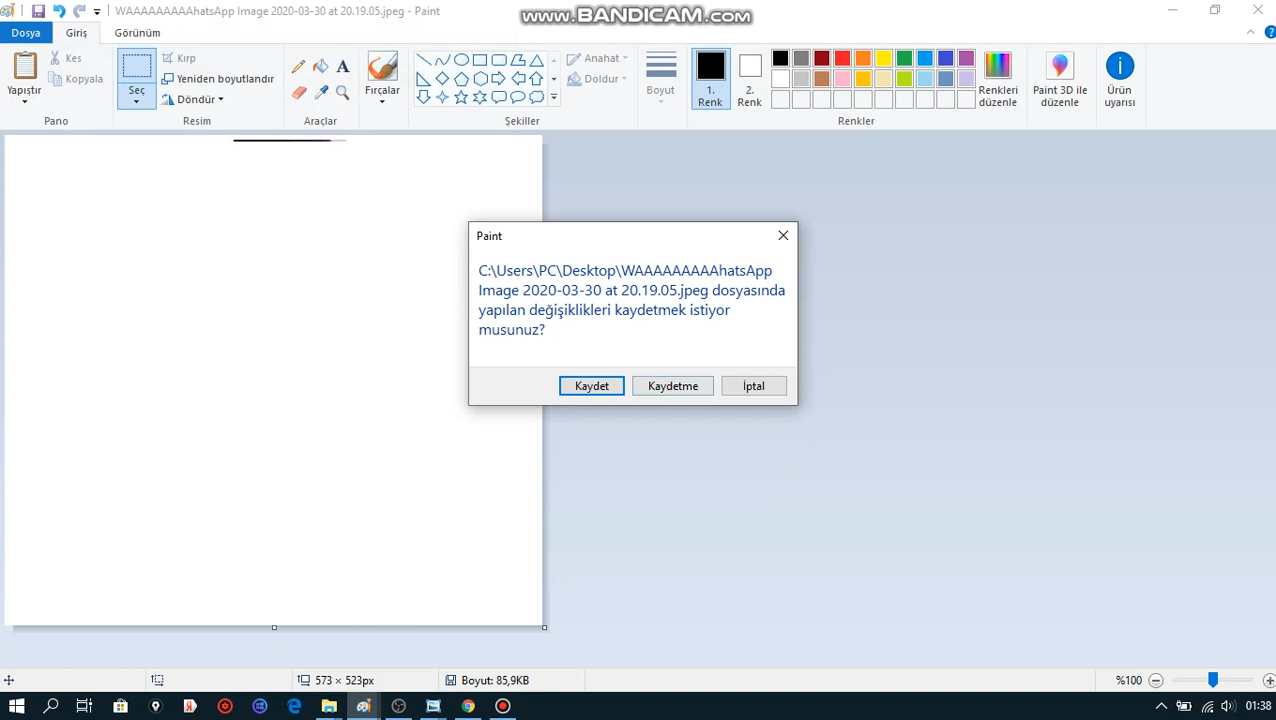 WAAAAAAAAAhatsApp Image 2020-03-30 at 20.19.05.jpeg - Paint
www.BANDICAM.com
Dosya
Giriş
Görünüm
Yapıştır
Kes
Kopyala
Pano
Seç
Kırp
Yeniden boyutlandır
Döndür
Resim
A
Araçlar
Fırçalar
Şekiller
Anahat
Doldur
Boyut
1.
Renk
2.
Renk
Renkler
Renkleri
düzenle
Paint 3D ile
düzenle
Ürün
uyarısı
Paint
C:\Users\PC\Desktop\WAAAAAAAAAhatsApp
Image 2020-03-30 at 20.19.05.jpeg dosyasında
yapılan değişiklikleri kaydetmek istiyor
musunuz?
Kaydet
Kaydetme
İptal
573 × 523px
Boyut: 85,9KB
%100
01:38